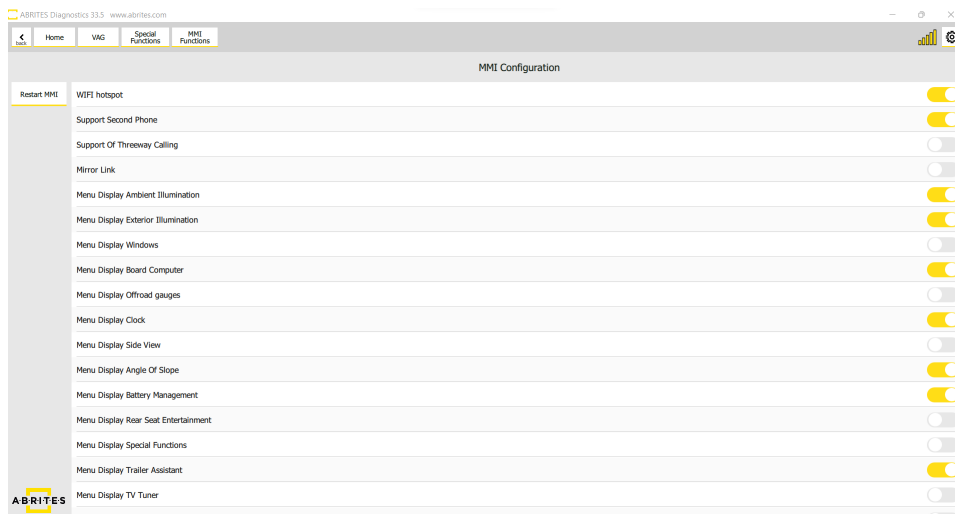 ABRITES Diagnostics 33.5 www.abrites.com
back
Home
VAG
Special
Functions
MMI
Functions
MMI Configuration
Restart MMI
WIFI hotspot
Support Second Phone
Support Of Threeway Calling
Mirror Link
Menu Display Ambient Illumination
Menu Display Exterior Illumination
Menu Display Windows
Menu Display Board Computer
Menu Display Offroad gauges
Menu Display Clock
Menu Display Side View
Menu Display Angle Of Slope
Menu Display Battery Management
Menu Display Rear Seat Entertainment
Menu Display Special Functions
Menu Display Trailer Assistant
Menu Display TV Tuner
ABRITES